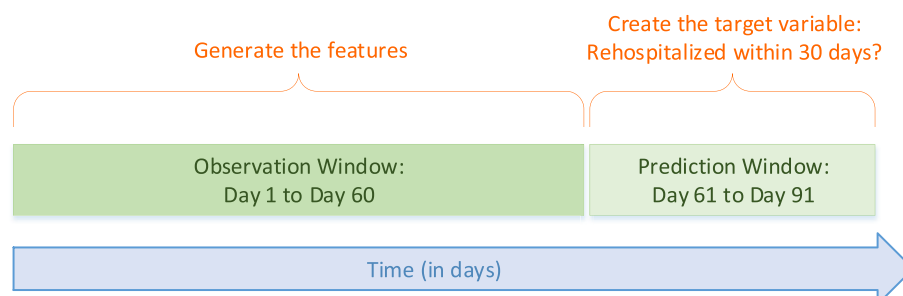 Generate the features
Create the target variable:
Rehospitalized within 30 days?
Observation Window:
Day 1 to Day 60
Prediction Window:
Day 61 to Day 91
Time (in days)